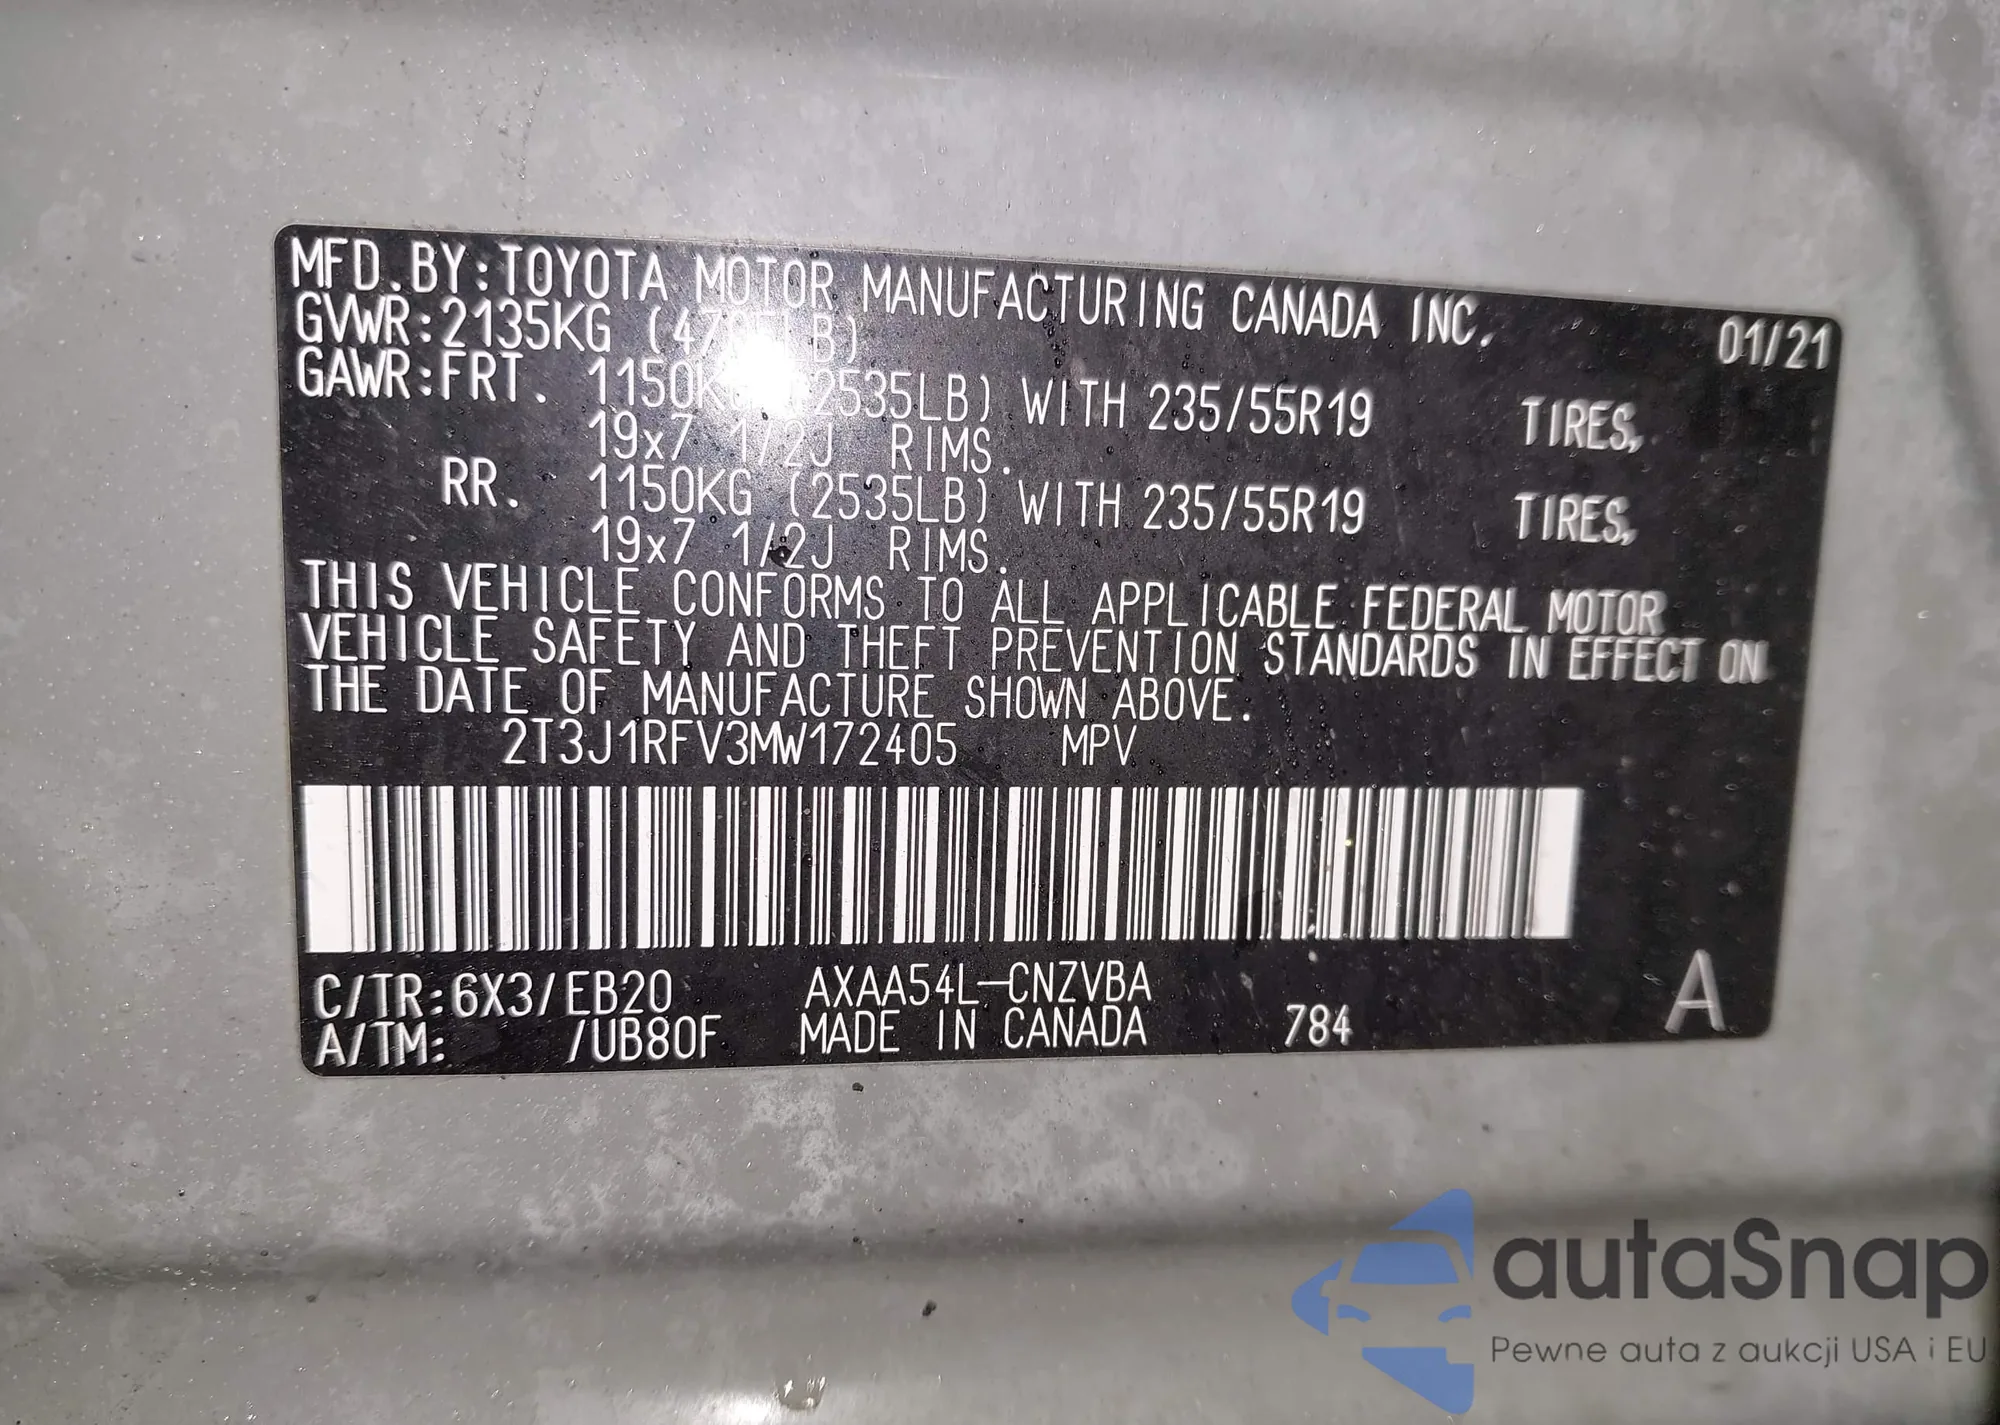 MFD.BY:TOYOTA MOTOR MANUFACTURING CANADA INC. 01/21
GVWR:2135KG
GAWR:FRT. 1150KG (2535LB) WITH 235/55R19 TIRES,
19x7 1/2J RIMS.
RR. 1150KG (2535LB) WITH 235/55R19 TIRES,
19x7 1/2J RIMS.
THIS VEHICLE CONFORMS TO ALL APPLICABLE FEDERAL MOTOR
VEHICLE SAFETY AND THEFT PREVENTION STANDARDS IN EFFECT ON
THE DATE OF MANUFACTURE SHOWN ABOVE.
2T3J1RFV3MW172405 MPV
C/TR:6X3/EB20 AXAA54L-CNZVBA
A/TM: /UB80F MADE IN CANADA 784 A
autaSnap
Pewne auta z aukcji USA i EU